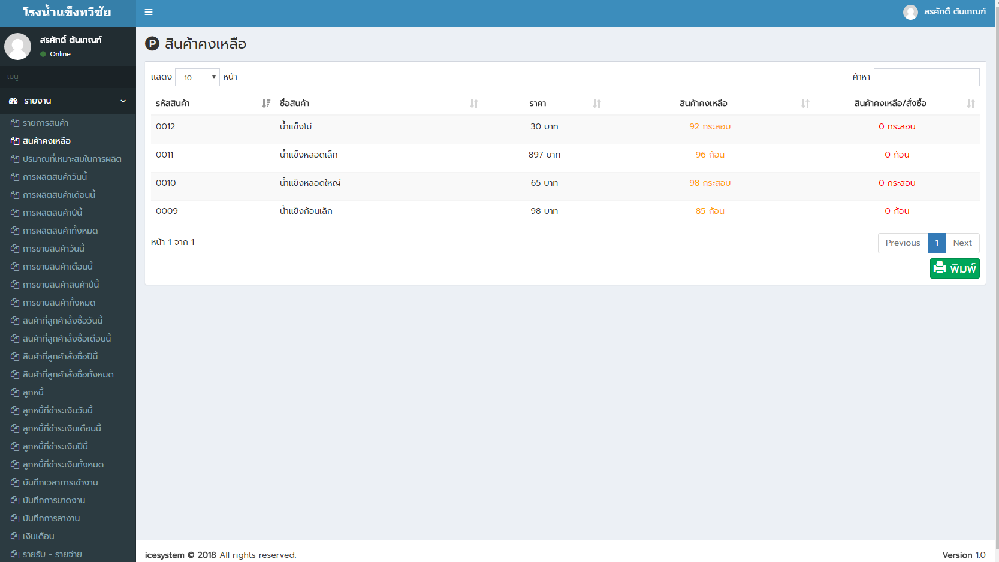 โรงน้ำแข็งทวีชัย
สรศักดิ์ ต้นเกณฑ์
สรศักดิ์ ต้นเกณฑ์
Online
เมนู
รายงาน
รายการสินค้า
สินค้าคงเหลือ
ปริมาณที่เหมาะสมในการผลิต
การผลิตสินค้าวันนี้
การผลิตสินค้าเดือนนี้
การผลิตสินค้าปีนี้
การผลิตสินค้าทั้งหมด
การขายสินค้าวันนี้
การขายสินค้าเดือนนี้
การขายสินค้าสินค้าปีนี้
การขายสินค้าทั้งหมด
สินค้าที่ลูกค้าสั้งซื้อวันนี้
สินค้าที่ลูกค้าสั้งซื้อเดือนนี้
สินค้าที่ลูกค้าสั้งซื้อปีนี้
สินค้าที่ลูกค้าสั้งซื้อทั้งหมด
ลูกหนี้
ลูกหนี้ที่ชำระเงินวันนี้
ลูกหนี้ที่ชำระเงินเดือนนี้
ลูกหนี้ที่ชำระเงินปีนี้
ลูกหนี้ที่ชำระเงินทั้งหมด
บันทึกเวลาการเข้างาน
บันทึกการขาดงาน
บันทึกการลางาน
เงินเดือน
รายรับ - รายจ่าย
P สินค้าคงเหลือ
แสดง 10 หน้า
ค้าหา
รหัสสินค้า ชื่อสินค้า ราคา สินค้าคงเหลือ สินค้าคงเหลือ/สั่งซื้อ
0012 น้ำแข็งโม่ 30 บาท 92 กระสอบ 0 กระสอบ
0011 น้ำแข็งหลอดเล็ก 897 บาท 96 ก้อน 0 ก้อน
0010 น้ำแข็งหลอดใหญ่ 65 บาท 98 กระสอบ 0 กระสอบ
0009 น้ำแข็งก้อนเล็ก 98 บาท 85 ก้อน 0 ก้อน
หน้า 1 จาก 1
Previous 1 Next
พิมพ์
icesystem © 2018 All rights reserved.
Version 1.0